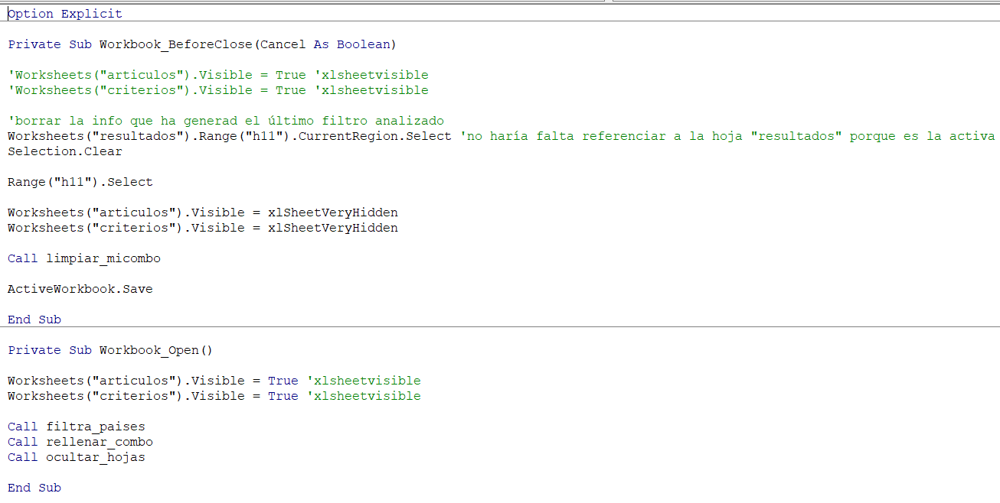 Option Explicit
Private Sub Workbook_BeforeClose(Cancel As Boolean)
'Worksheets("articulos").Visible = True 'xlsheetvisible
'Worksheets("criterios").Visible = True 'xlsheetvisible
'borrar la info que ha generad el último filtro analizado
Worksheets("resultados").Range("h11").CurrentRegion.Select 'no haría falta referenciar a la hoja "resultados" porque es la activa
Selection.Clear
Range("h11").Select
Worksheets("articulos").Visible = xlSheetVeryHidden
Worksheets("criterios").Visible = xlSheetVeryHidden
Call limpiar_micombo
ActiveWorkbook.Save
End Sub
Private Sub Workbook_Open()
Worksheets("articulos").Visible = True 'xlsheetvisible
Worksheets("criterios").Visible = True 'xlsheetvisible
Call filtra_paises
Call rellenar_combo
Call ocultar_hojas
End Sub